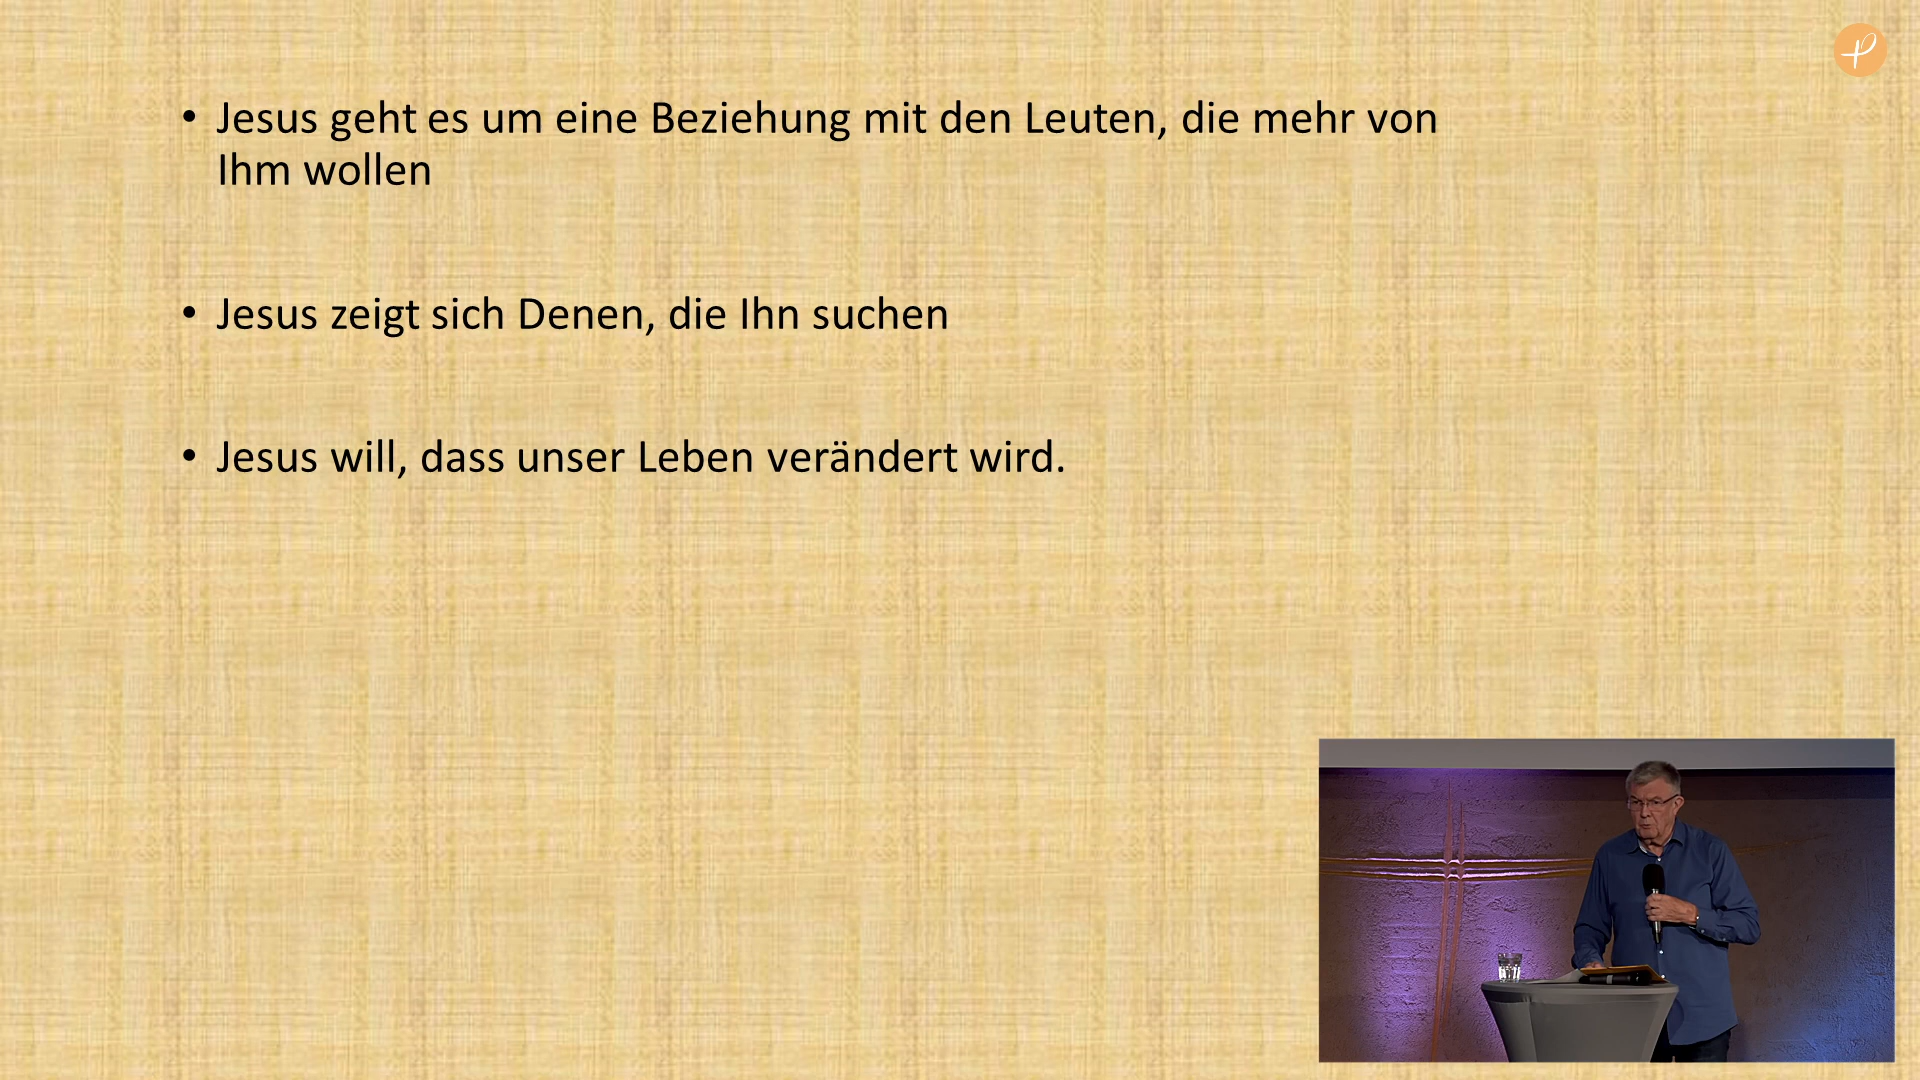 • Jesus geht es um eine Beziehung mit den Leuten, die mehr von
Ihm wollen
• Jesus zeigt sich Denen, die Ihn suchen
• Jesus will, dass unser Leben verändert wird.